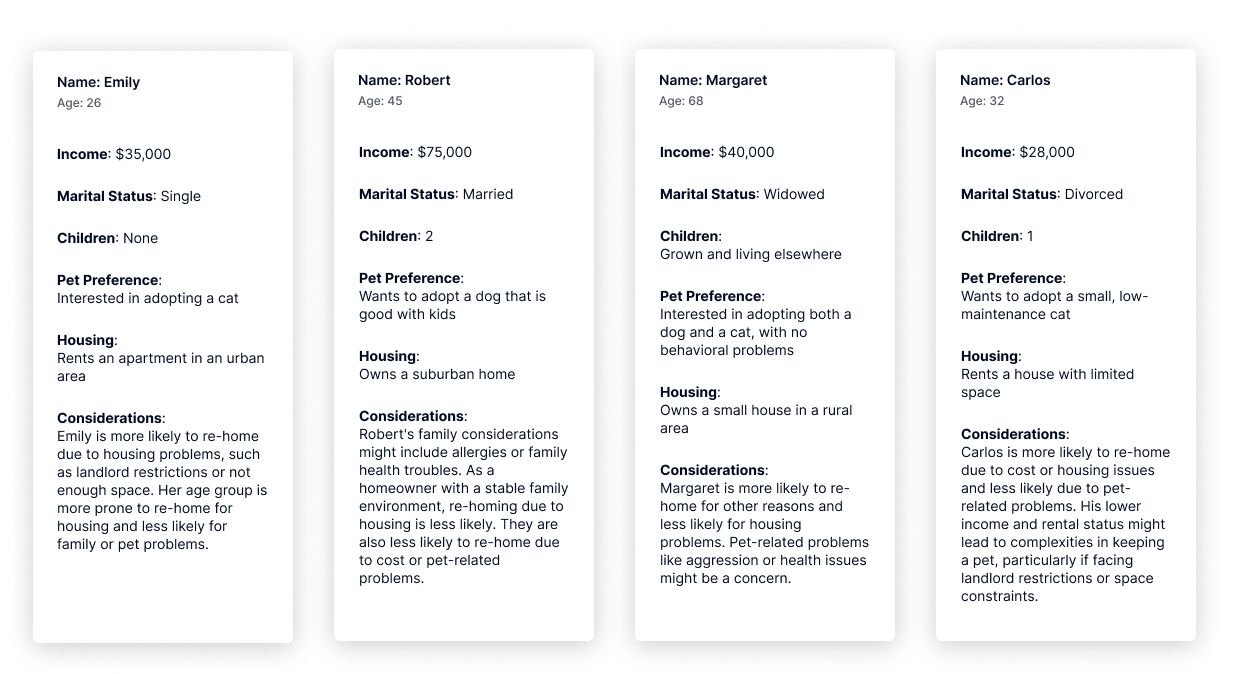 Name: Emily
Age: 26
Income: $35,000
Marital Status: Single
Children: None
Pet Preference:
Interested in adopting a cat
Housing:
Rents an apartment in an urban
area
Considerations:
Emily is more likely to re-home
due to housing problems, such
as landlord restrictions or not
enough space. Her age group is
more prone to re-home for
housing and less likely for
family or pet problems.
Name: Robert
Age: 45
Income: $75,000
Marital Status: Married
Children: 2
Pet Preference:
Wants to adopt a dog that is
good with kids
Housing:
Owns a suburban home
Considerations:
Robert's family considerations
might include allergies or family
health troubles. As a
homeowner with a stable family
environment, re-homing due to
housing is less likely. They are
also less likely to re-home due
to cost or pet-related
problems.
Name: Margaret
Age: 68
Income: $40,000
Marital Status: Widowed
Children:
Grown and living elsewhere
Pet Preference:
Interested in adopting both a
dog and a cat, with no
behavioral problems
Housing:
Owns a small house in a rural
area
Considerations:
Margaret is more likely to re-
home for other reasons and
less likely for housing
problems. Pet-related problems
like aggression or health issues
might be a concern.
Name: Carlos
Age: 32
Income: $28,000
Marital Status: Divorced
Children: 1
Pet Preference:
Wants to adopt a small, low-
maintenance cat
Housing:
Rents a house with limited
space
Considerations:
Carlos is more likely to re-home
due to cost or housing issues
and less likely due to pet-
related problems. His lower
income and rental status might
lead to complexities in keeping
a pet, particularly if facing
landlord restrictions or space
constraints.